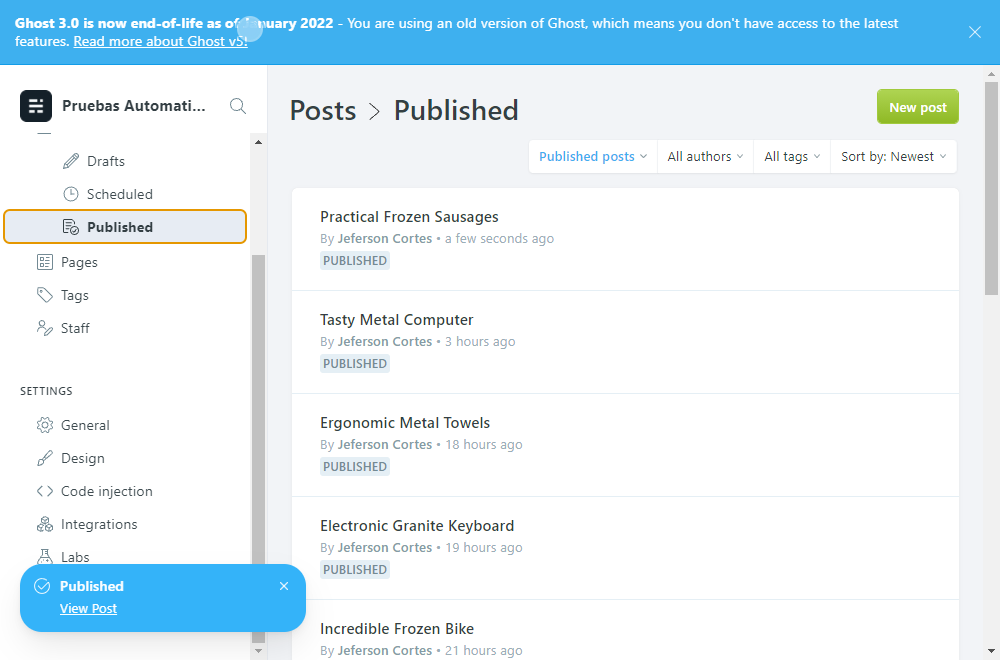 Ghost 3.0 is now end-of-life as of January 2022 - You are using an old version of Ghost, which means you don't have access to the latest
features. Read more about Ghost v5!
Pruebas Automati...
Drafts
Scheduled
Published
Pages
Tags
Staff
SETTINGS
General
Design
Code injection
Integrations
Labs
Published
View Post
Posts > Published
New post
Published posts
All authors
All tags
Sort by: Newest
Practical Frozen Sausages
By Jeferson Cortes • a few seconds ago
PUBLISHED
Tasty Metal Computer
By Jeferson Cortes • 3 hours ago
PUBLISHED
Ergonomic Metal Towels
By Jeferson Cortes • 18 hours ago
PUBLISHED
Electronic Granite Keyboard
By Jeferson Cortes • 19 hours ago
PUBLISHED
Incredible Frozen Bike
By Jeferson Cortes • 21 hours ago